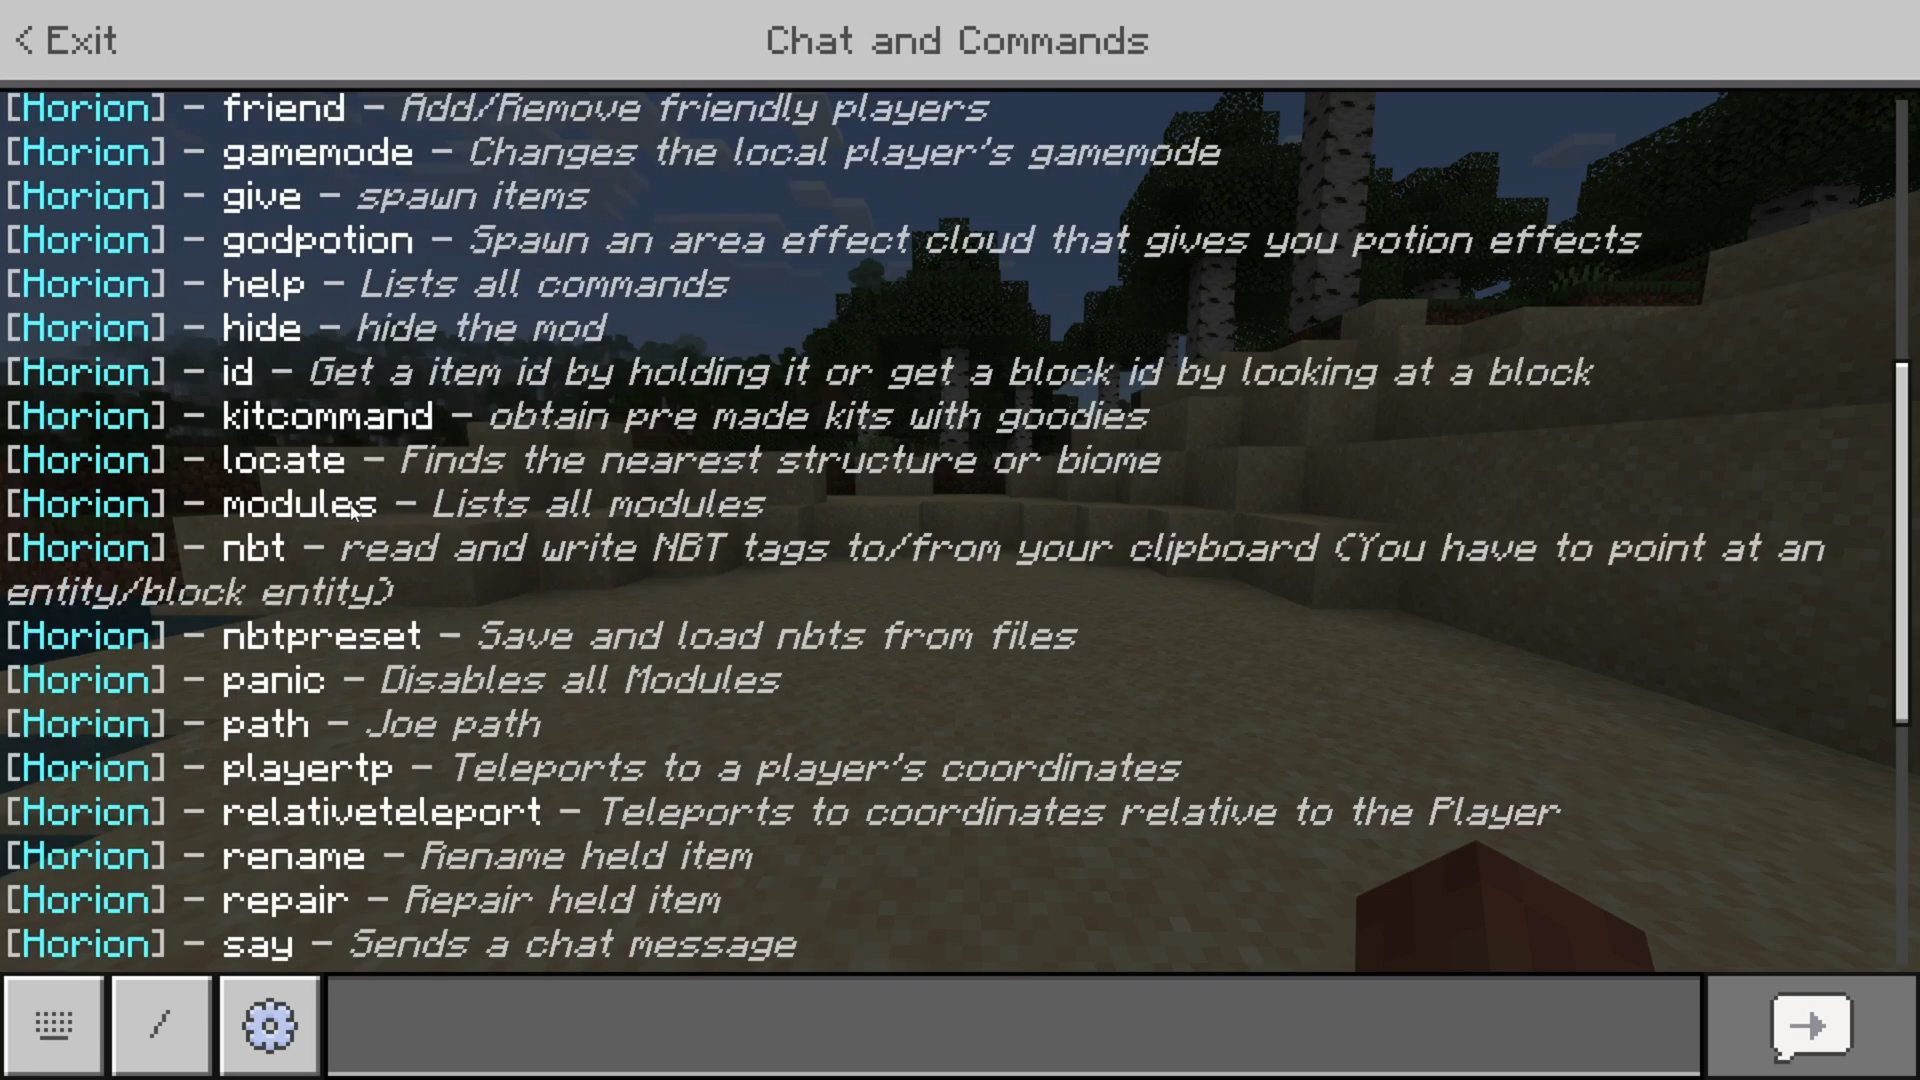 < Exit
Chat and Commands
[Horion] - friend - Add/Remove friendly players
[Horion] - gamemode - Changes the local player's gamemode
[Horion] - give - spawn items
[Horion] - godpotion - Spawn an area effect cloud that gives you potion effects
[Horion] - help - Lists all commands
[Horion] - hide - hide the mod
[Horion] - id - Get a item id by holding it or get a block id by looking at a block
[Horion] - kitcommand - obtain pre made kits with goodies
[Horion] - locate - Finds the nearest structure or biome
[Horion] - modules - Lists all modules
[Horion] - nbt - read and write NBT tags to/from your clipboard (You have to point at an
entity/block entity)
[Horion] - nbtpreset - Save and load nbts from files
[Horion] - panic - Disables all Modules
[Horion] - path - Joe path
[Horion] - playertp - Teleports to a player's coordinates
[Horion] - relativeteleport - Teleports to coordinates relative to the Player
[Horion] - rename - Rename held item
[Horion] - repair - Repair held item
[Horion] - say - Sends a chat message
/